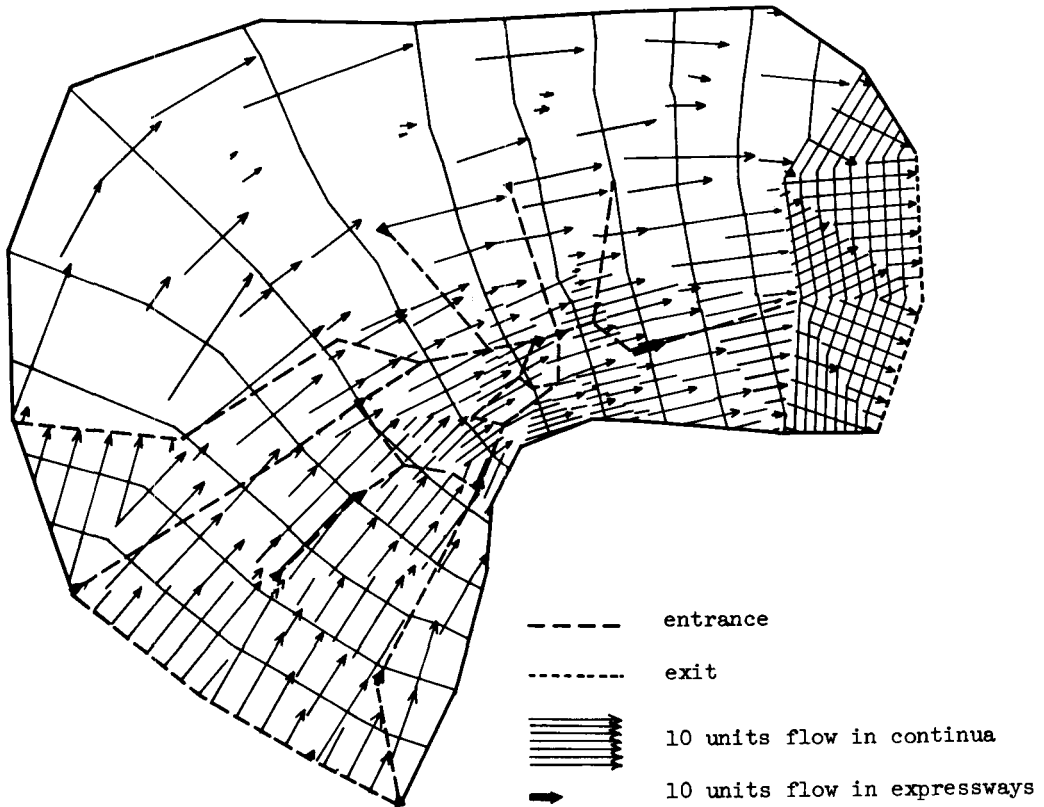 entrance
exit
10 units flow in continua
10 units flow in expressways